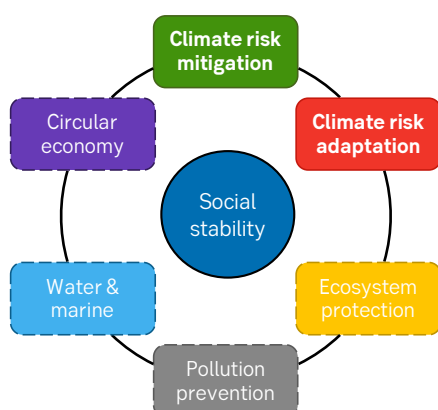 Climate risk
mitigation
Circular
economy
Climate risk
adaptation
Social
stability
Water &
marine
Ecosystem
protection
Pollution
prevention